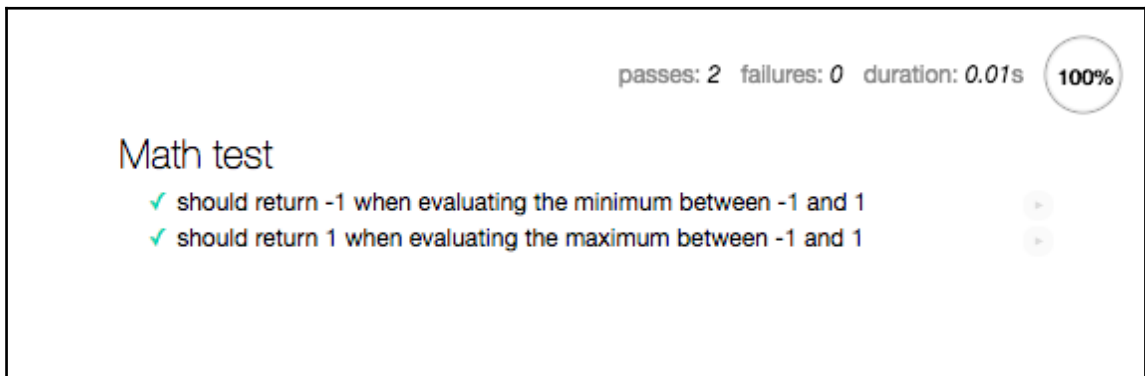 passes: 2 failures: 0 duration: 0.01s 100%
Math test
✓ should return -1 when evaluating the minimum between -1 and 1
✓ should return 1 when evaluating the maximum between -1 and 1